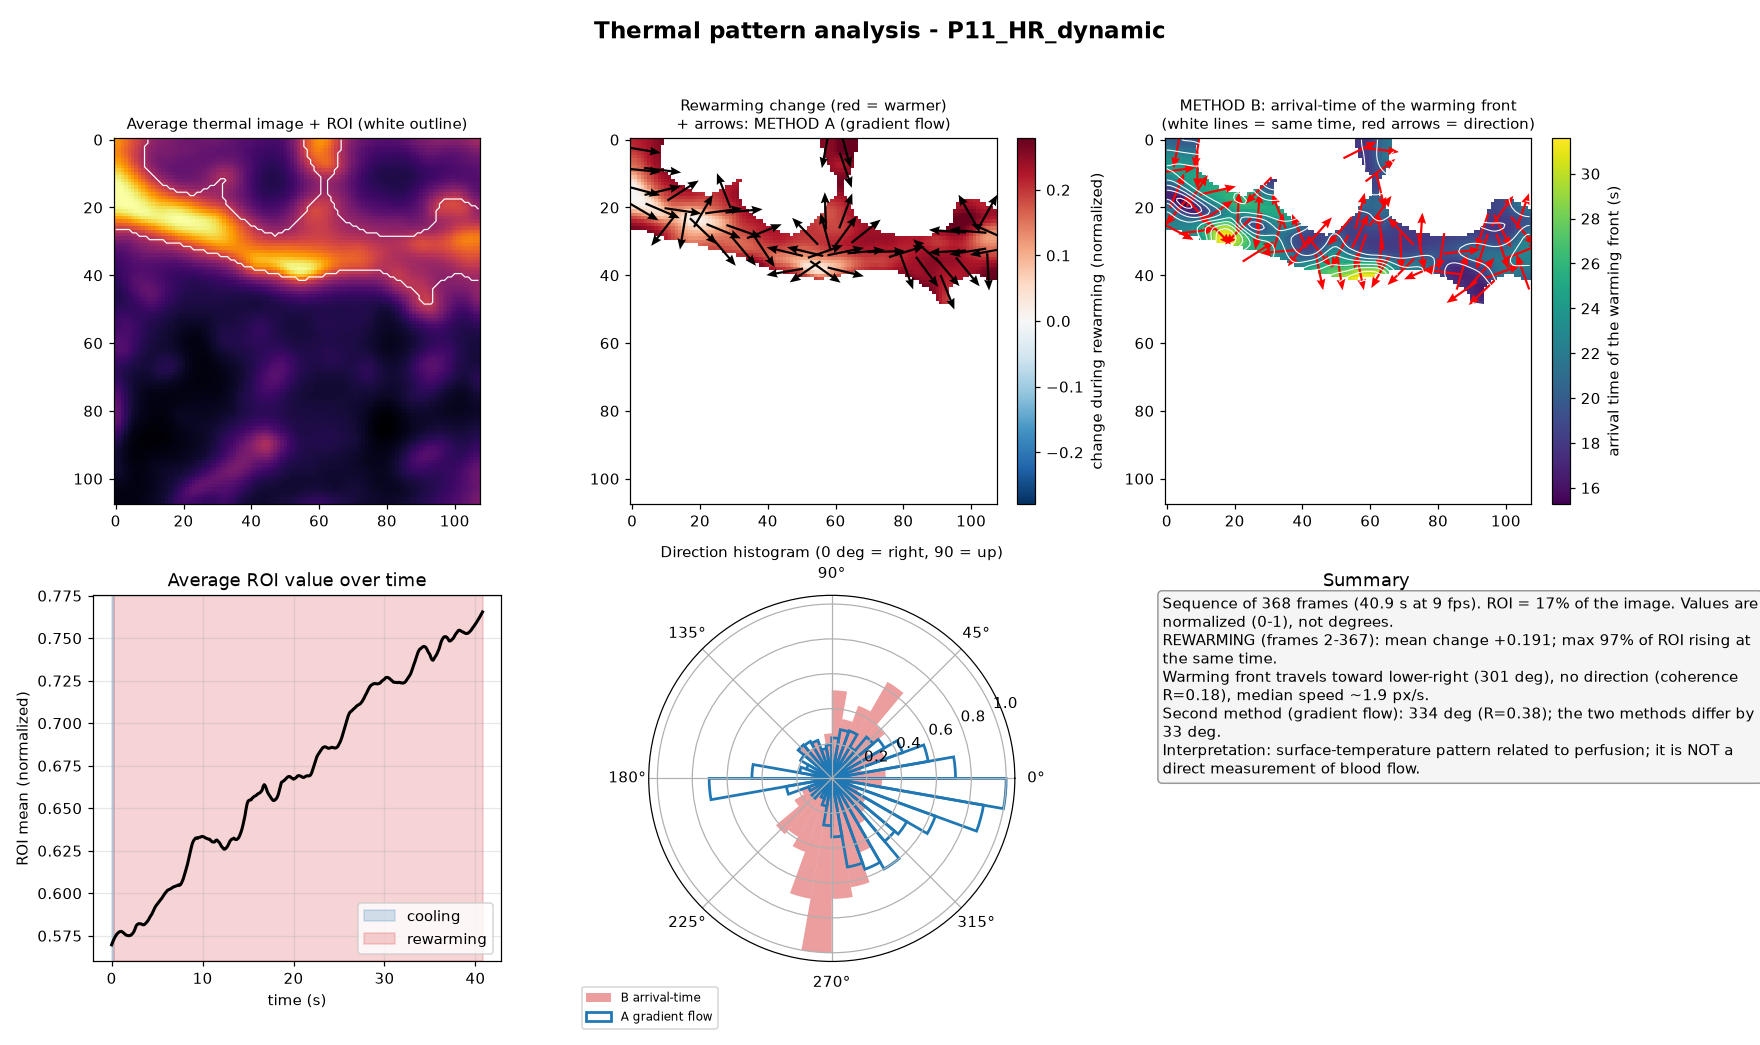 Thermal pattern analysis - P11_HR_dynamic
Average thermal image + ROI (white outline)
0
20
40
60
80
100
0
20
40
60
80
100
Rewarming change (red = warmer)
+ arrows: METHOD A (gradient flow)
0
20
40
60
80
100
0
20
40
60
80
100
0.2
0.1
0.0
−0.1
−0.2
change during rewarming (normalized)
METHOD B: arrival-time of the warming front
(white lines = same time, red arrows = direction)
0
20
40
60
80
100
0
20
40
60
80
100
30
28
26
24
22
20
18
16
arrival time of the warming front (s)
Average ROI value over time
0.775
0.750
0.725
0.700
0.675
0.650
0.625
0.600
0.575
ROI mean (normalized)
0
10
20
30
40
time (s)
cooling
rewarming
Direction histogram (0 deg = right, 90 = up)
90°
135°
45°
180°
0°
225°
315°
270°
0.2
0.4
0.6
0.8
1.0
B arrival-time
A gradient flow
Summary
Sequence of 368 frames (40.9 s at 9 fps). ROI = 17% of the image. Values are
normalized (0-1), not degrees.
REWARMING (frames 2-367): mean change +0.191; max 97% of ROI rising at
the same time.
Warming front travels toward lower-right (301 deg), no direction (coherence
R=0.18), median speed ~1.9 px/s.
Second method (gradient flow): 334 deg (R=0.38); the two methods differ by
33 deg.
Interpretation: surface-temperature pattern related to perfusion; it is NOT a
direct measurement of blood flow.